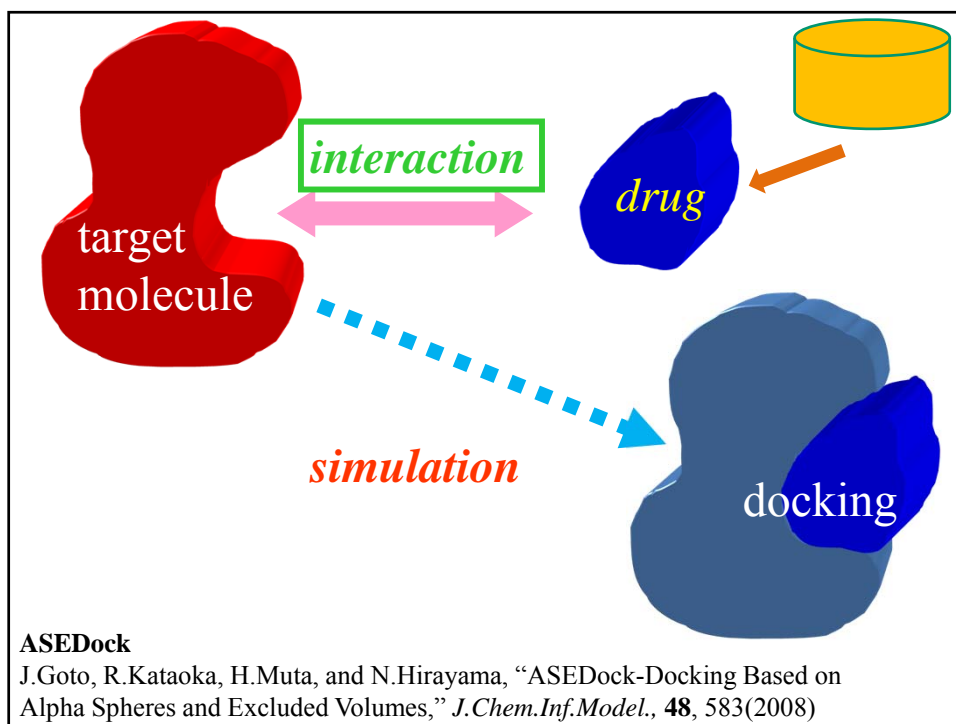 interaction
drug
target
molecule
simulation
docking
ASEDock
J.Goto, R.Kataoka, H.Muta, and N.Hirayama, “ASEDock-Docking Based on
Alpha Spheres and Excluded Volumes,” J.Chem.Inf.Model., 48, 583(2008)